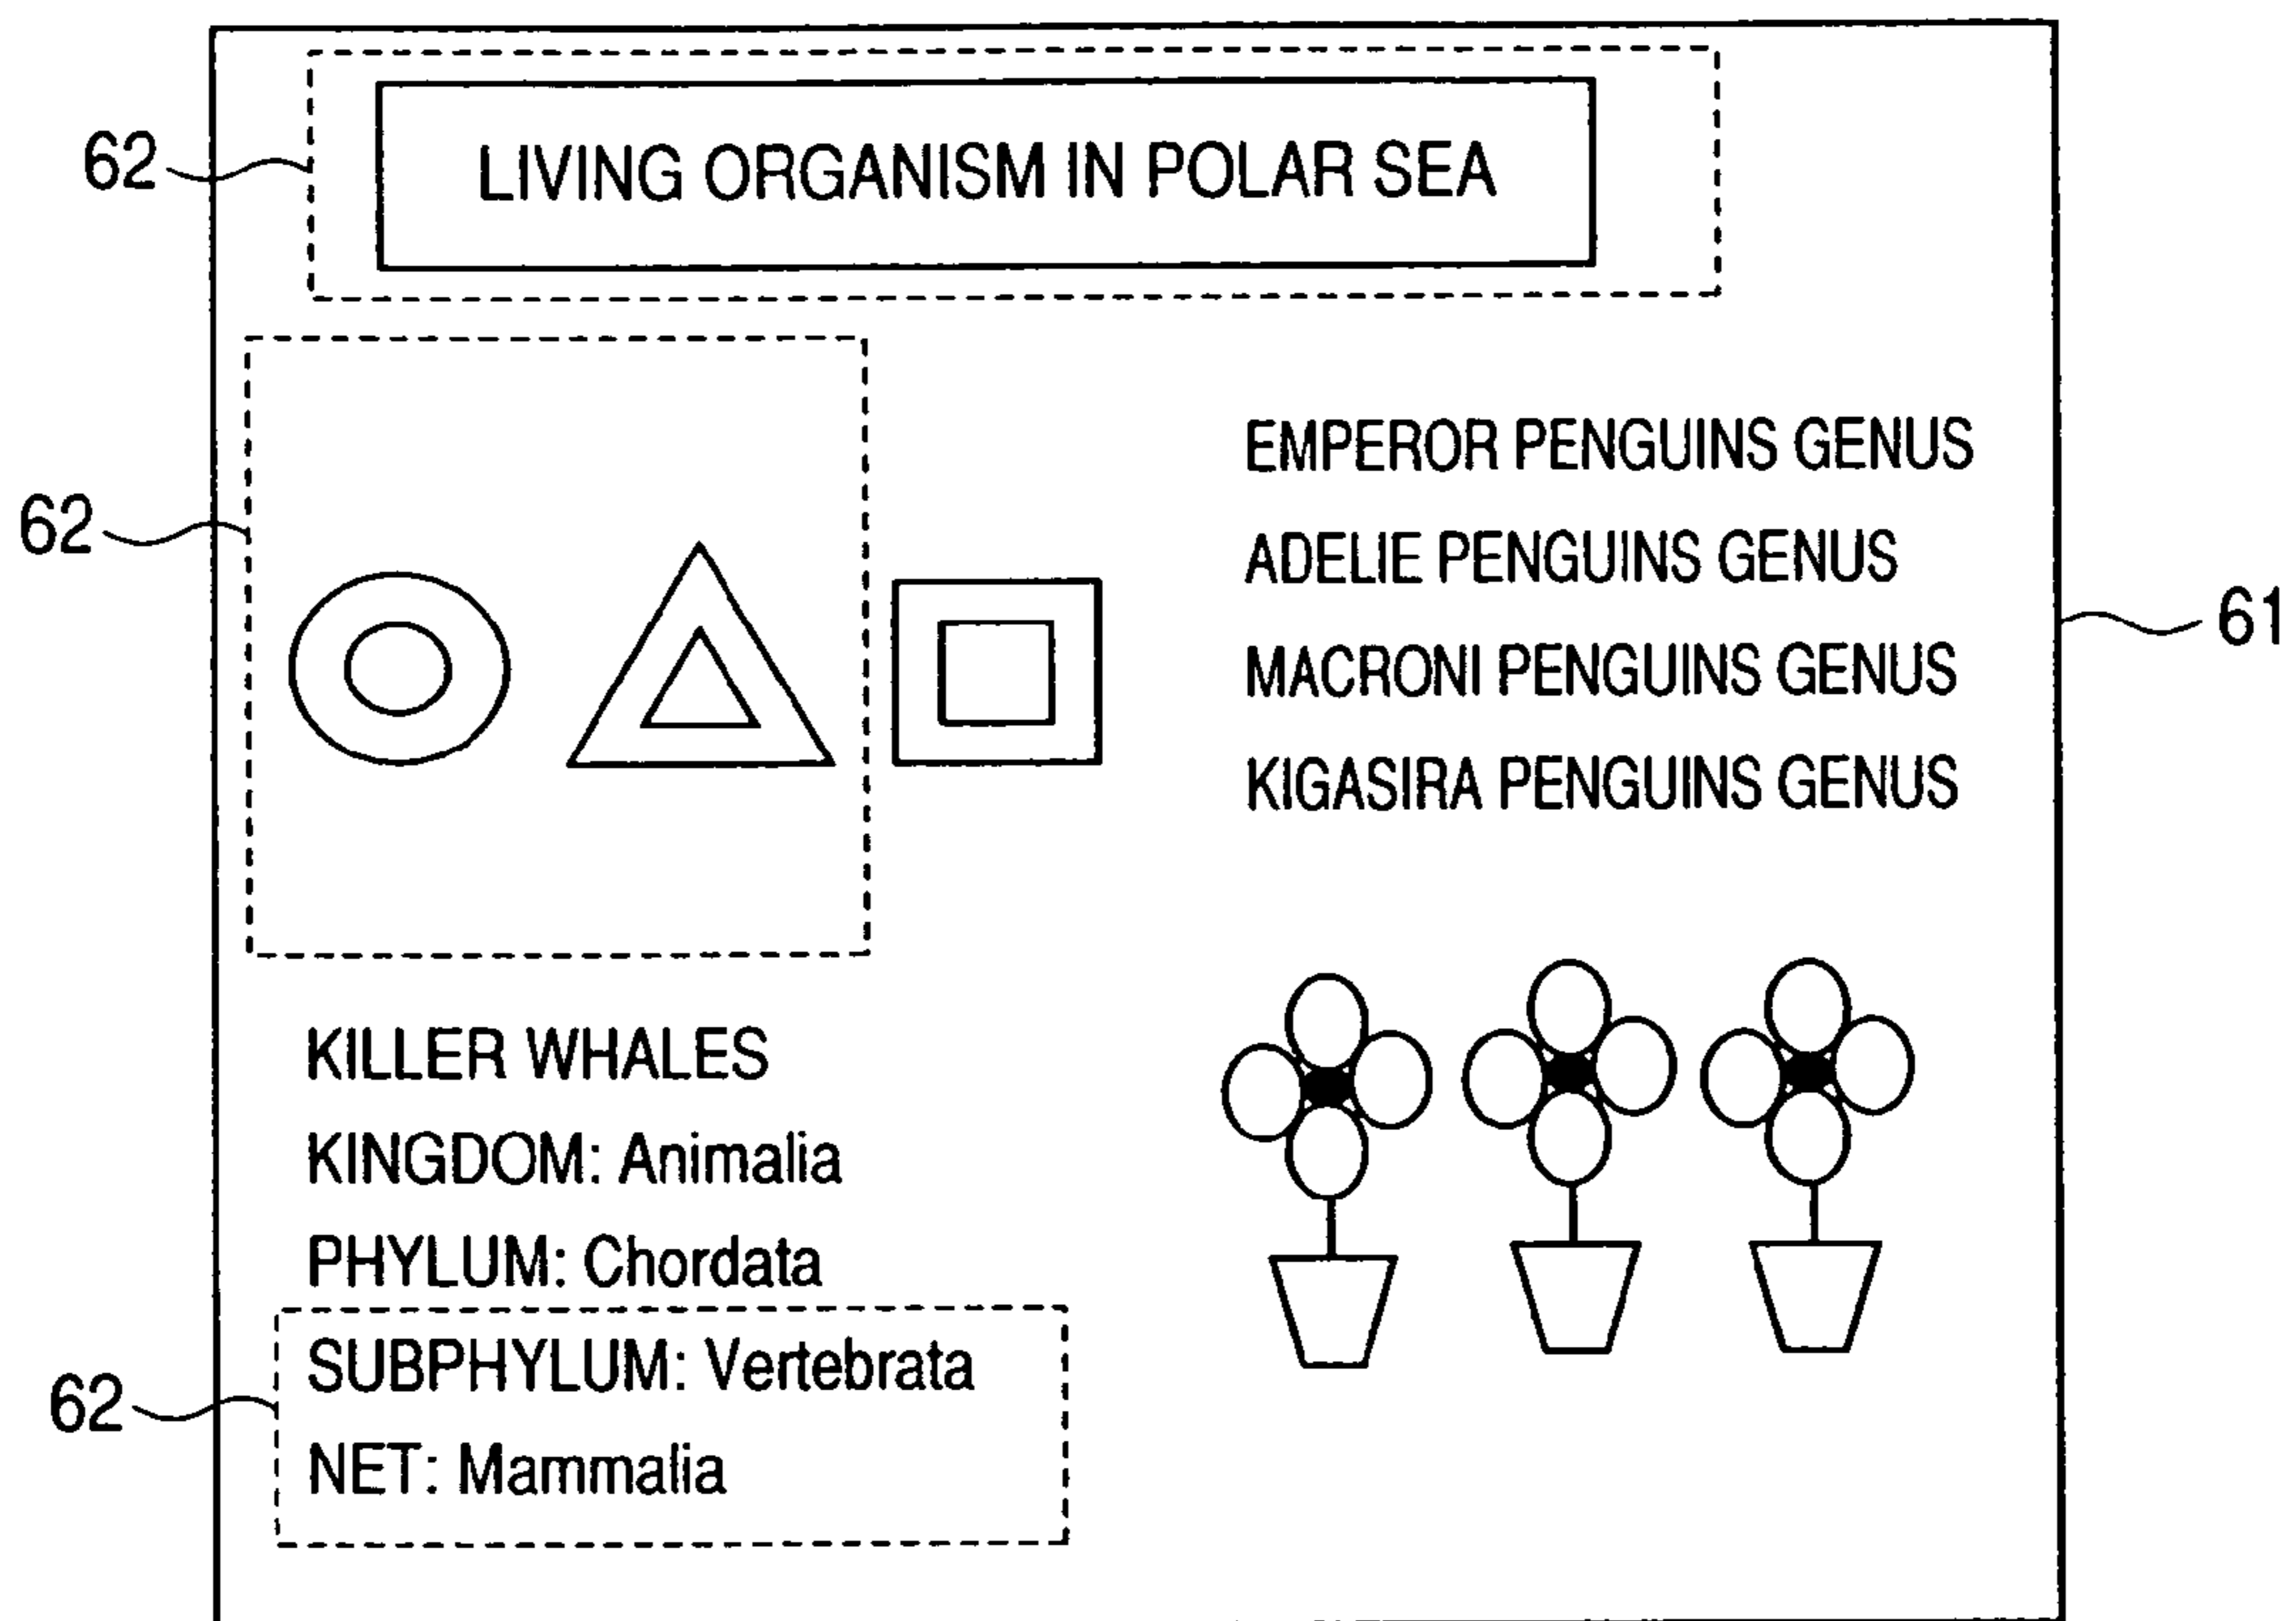 62
LIVING ORGANISM IN POLAR SEA
62
EMPEROR PENGUINS GENUS
ADELIE PENGUINS GENUS
61
MACRONI PENGUINS GENUS
KIGASIRA PENGUINS GENUS
KILLER WHALES
KINGDOM: Animalia
PHYLUM: Chordata
SUBPHYLUM: Vertebrata
62
NET: Mammalia